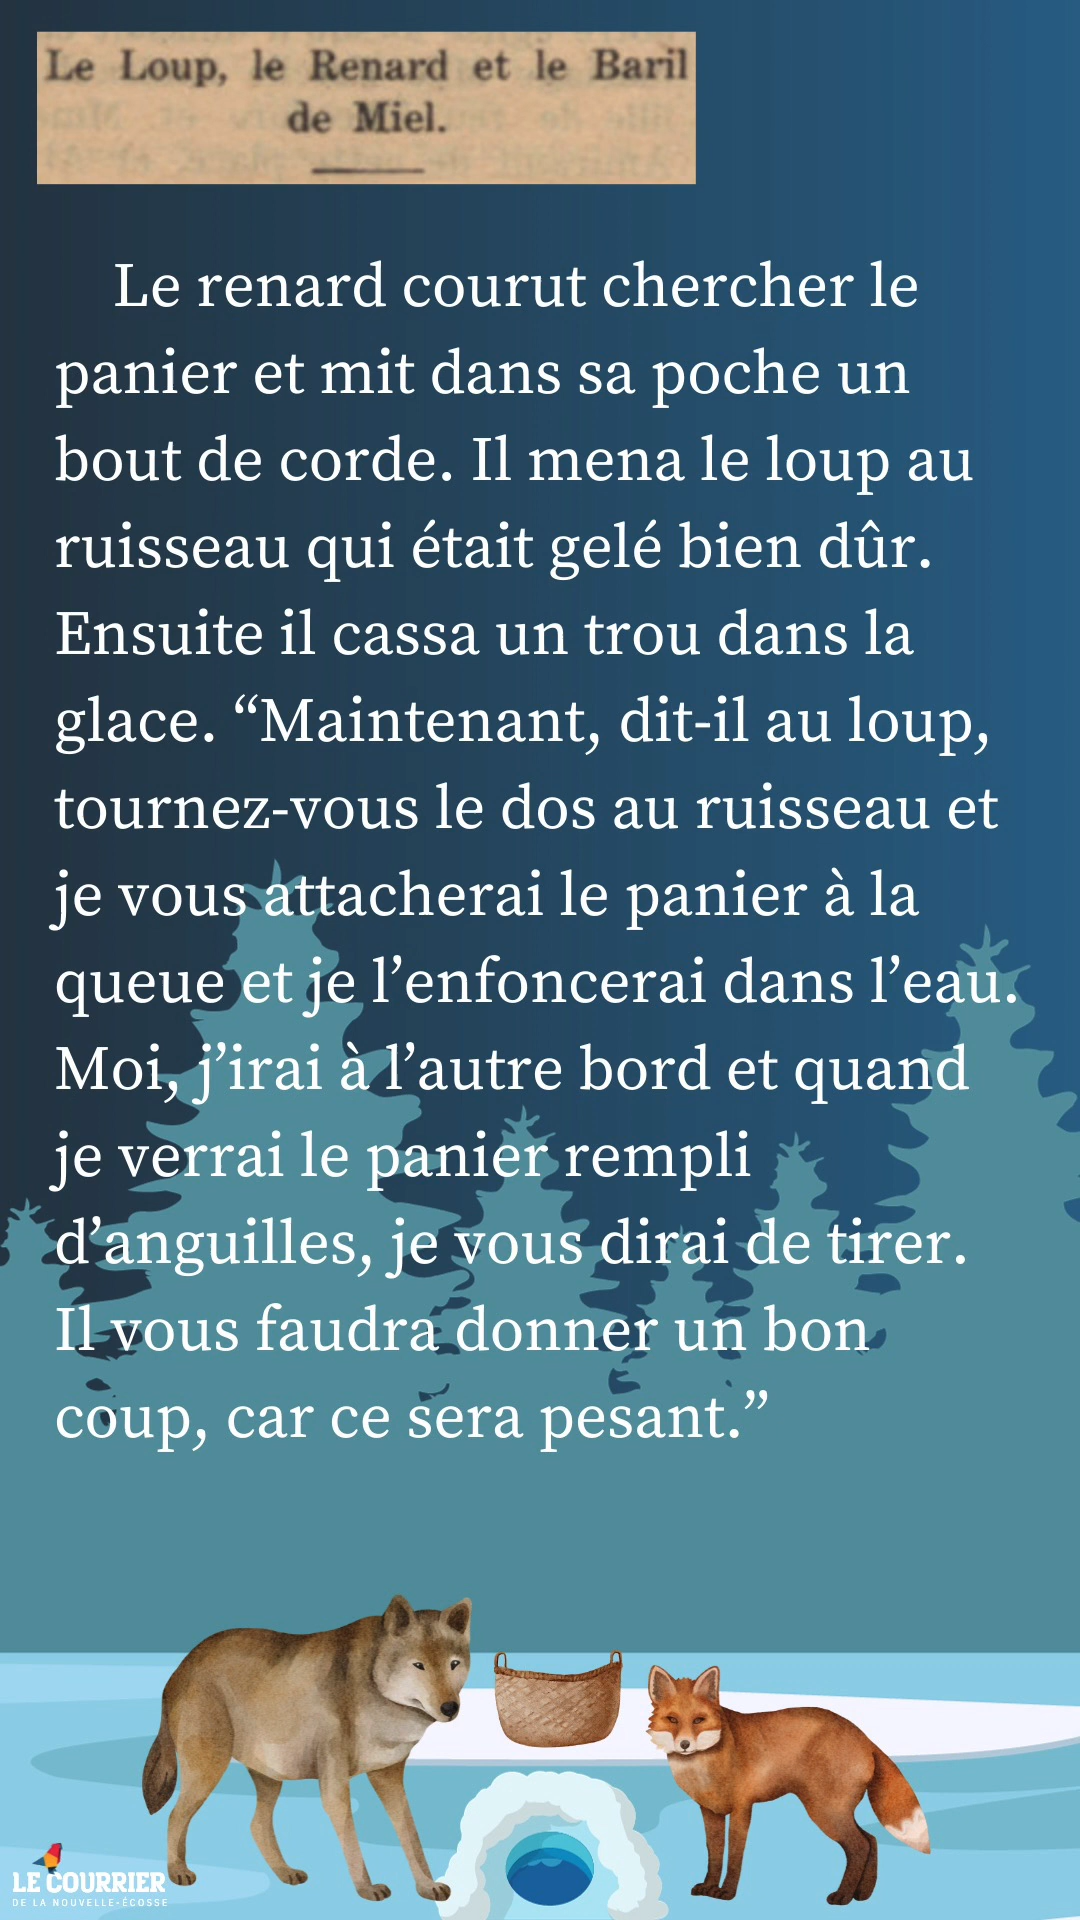 Le Loup, le Renard et le Baril
de Miel.
Le renard courut chercher le
panier et mit dans sa poche un
bout de corde. Il mena le loup au
ruisseau qui était gelé bien dûr.
Ensuite il cassa un trou dans la
glace. “Maintenant, dit-il au loup,
tournez-vous le dos au ruisseau et
je vous attacherai le panier à la
queue et je l’enfoncerai dans l’eau.
Moi, j’irai à l’autre bord et quand
je verrai le panier rempli
d’anguilles, je vous dirai de tirer.
Il vous faudra donner un bon
coup, car ce sera pesant.”
LE COURRIER
DE LA NOUVELLE-ÉCOSSE